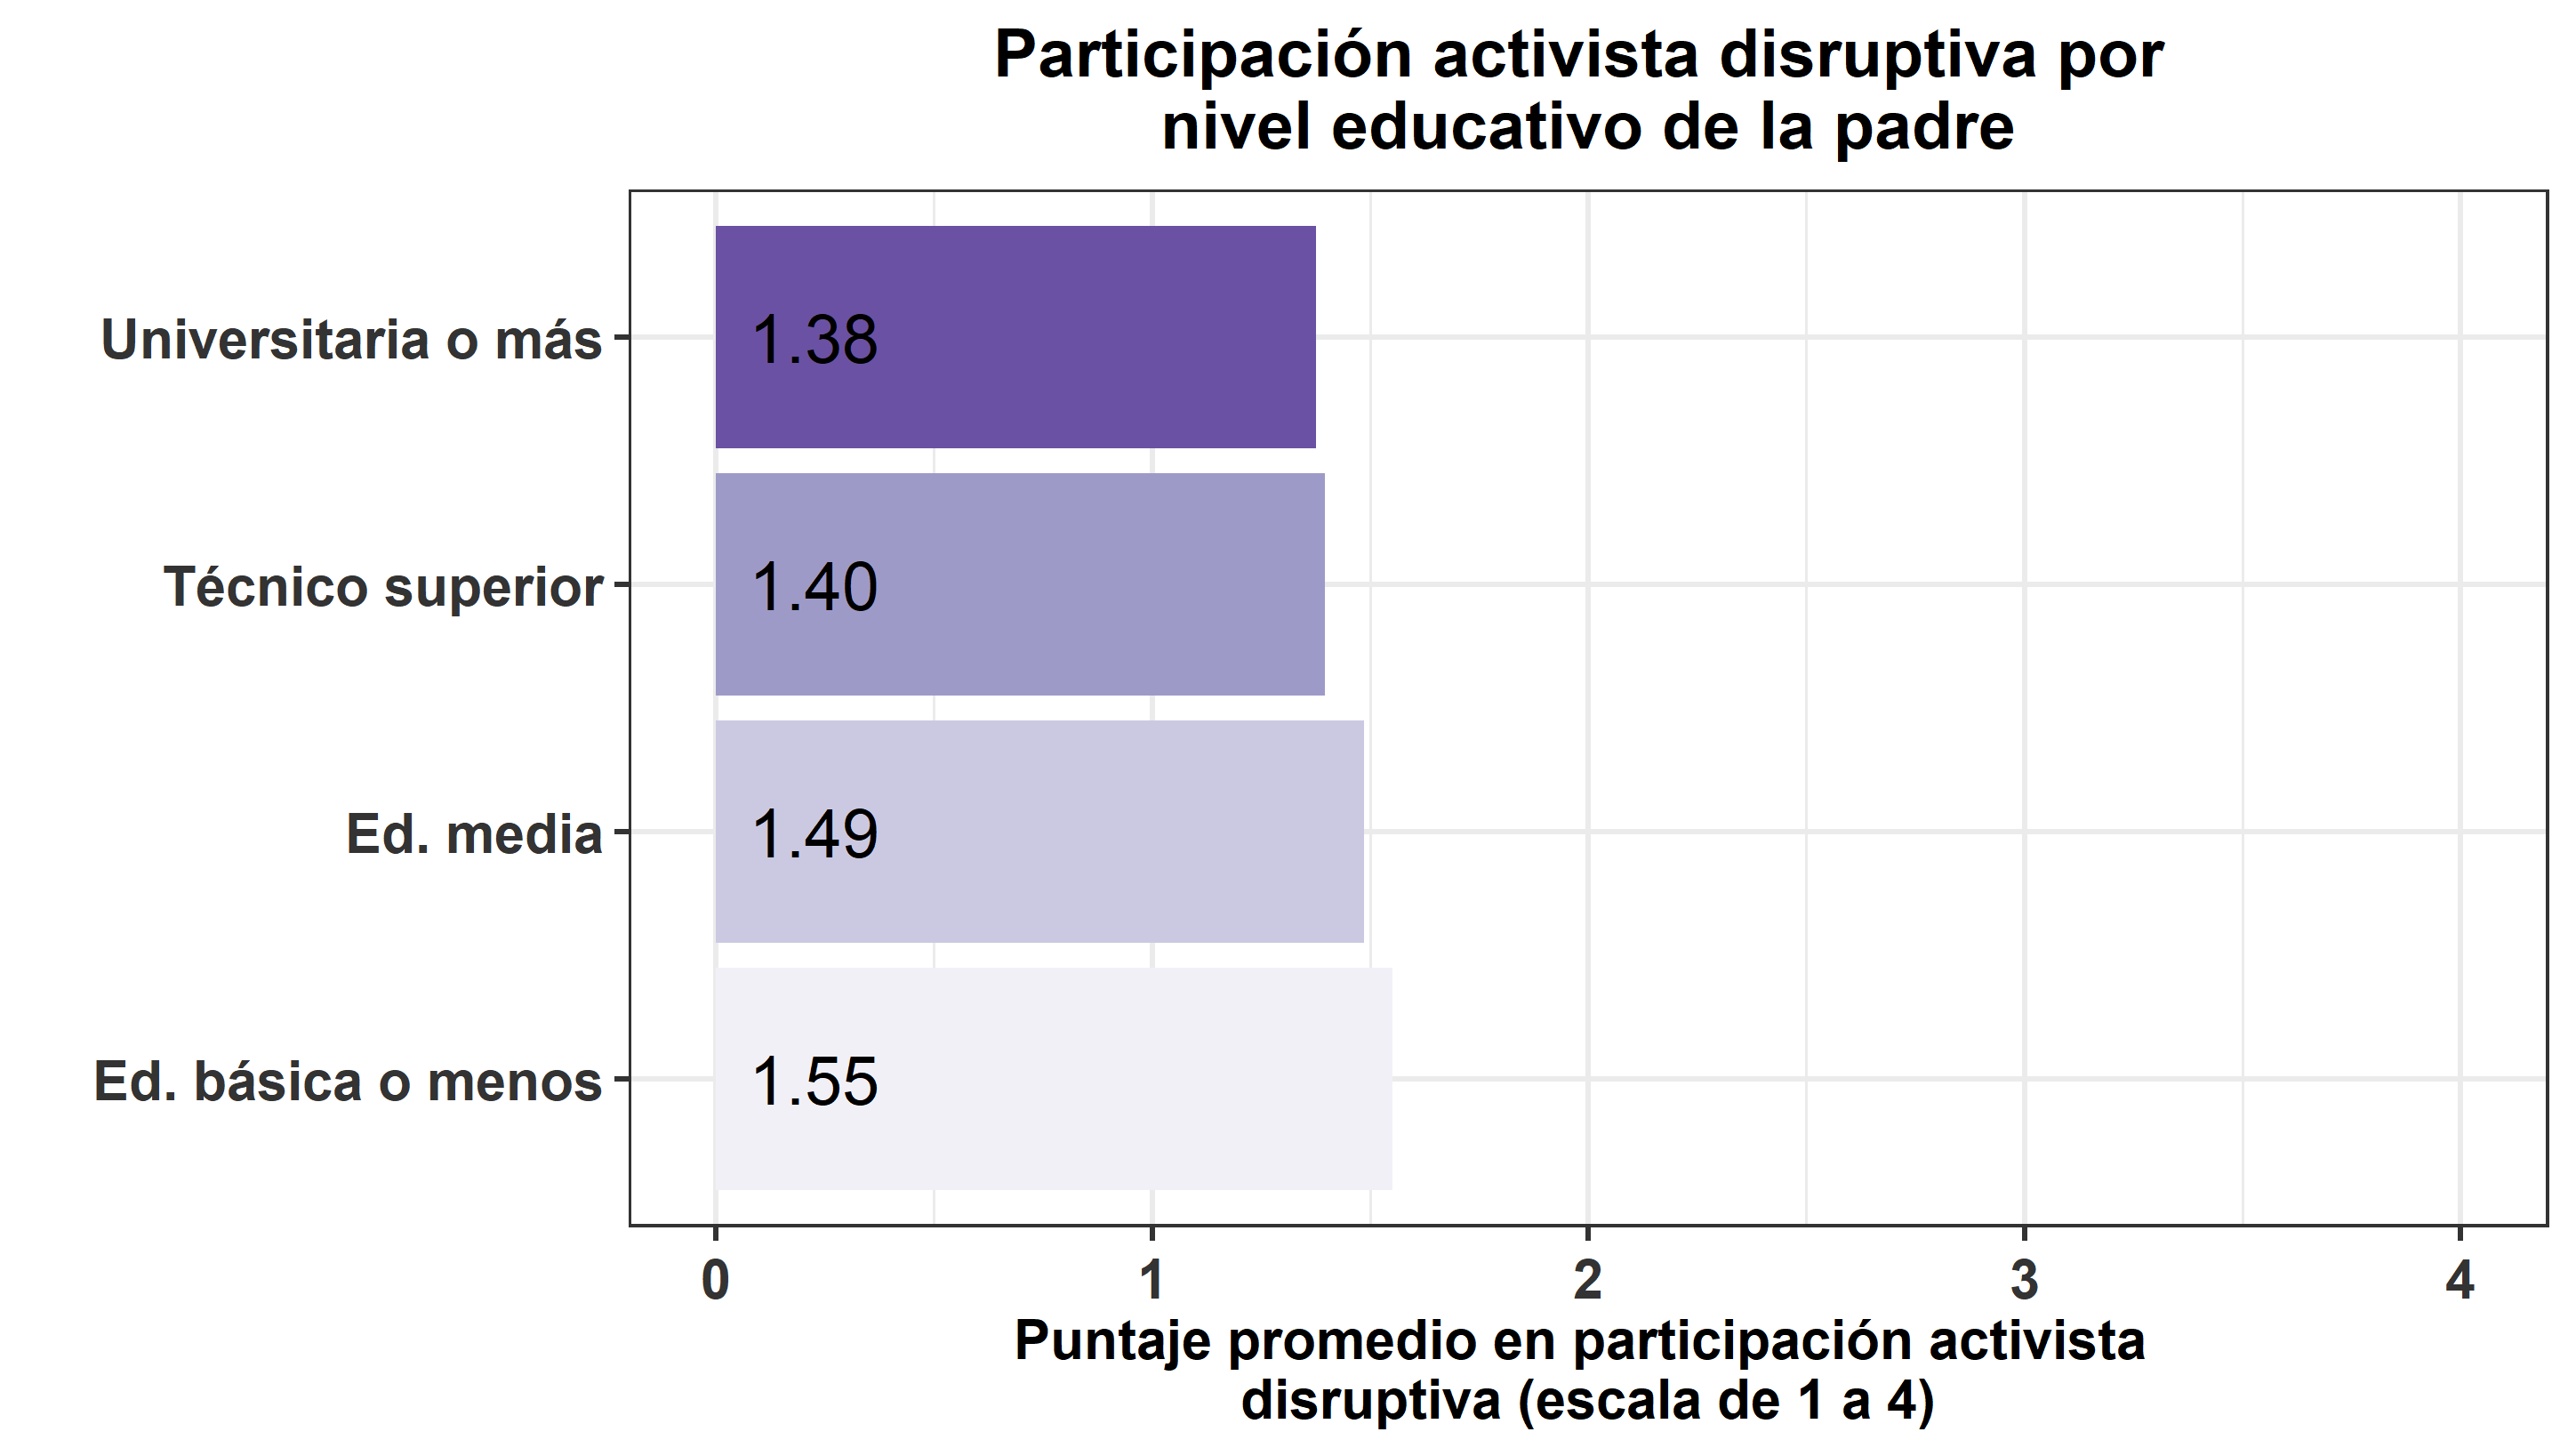 Participación activista disruptiva por
nivel educativo de la padre
Universitaria o más
1.38
Técnico superior
1.40
Ed. media
1.49
Ed. básica o menos
1.55
0 1 2 3 4
Puntaje promedio en participación activista
disruptiva (escala de 1 a 4)